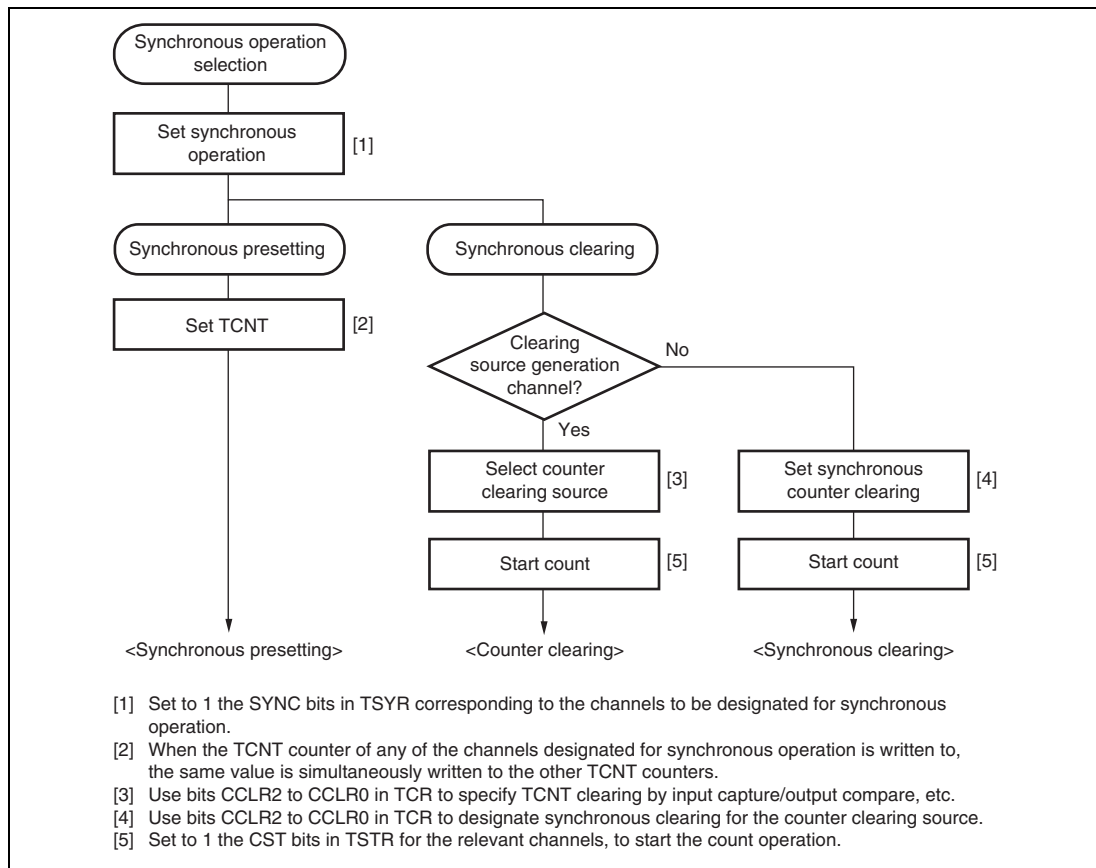 Synchronous operation
selection
Set synchronous
operation
[1]
Synchronous presetting
Synchronous clearing
Set TCNT
[2]
Clearing
source generation
channel?
No
Yes
Select counter
clearing source
[3]
Set synchronous
counter clearing
[4]
Start count
[5]
Start count
[5]
<Synchronous presetting>
<Counter clearing>
<Synchronous clearing>
[1] Set to 1 the SYNC bits in TSYR corresponding to the channels to be designated for synchronous
operation.
[2] When the TCNT counter of any of the channels designated for synchronous operation is written to,
the same value is simultaneously written to the other TCNT counters.
[3] Use bits CCLR2 to CCLR0 in TCR to specify TCNT clearing by input capture/output compare, etc.
[4] Use bits CCLR2 to CCLR0 in TCR to designate synchronous clearing for the counter clearing source.
[5] Set to 1 the CST bits in TSTR for the relevant channels, to start the count operation.